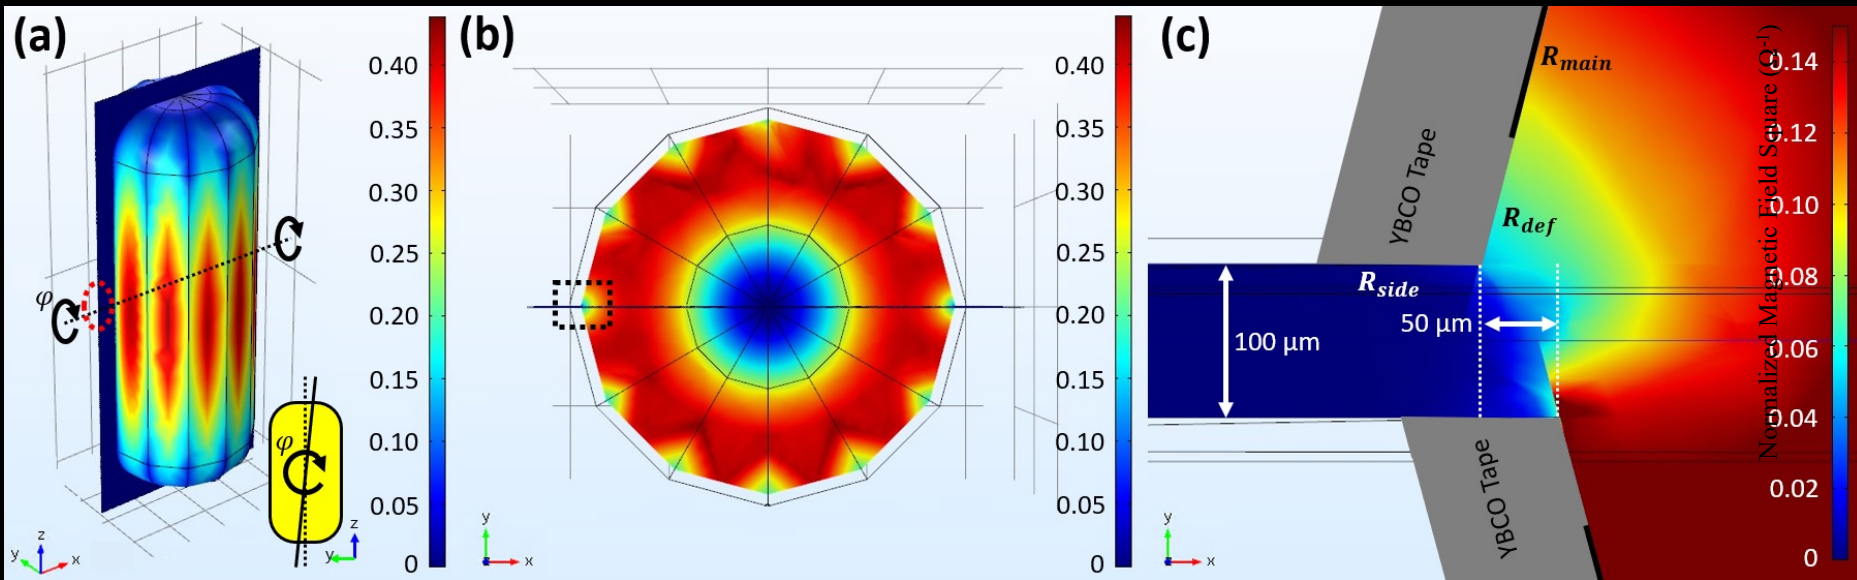 (a)
0.40
0.35
0.30
0.25
0.20
0.15
0.10
0.05
0
φ
φ
z
y
x
z
y
(b)
0.40
0.35
0.30
0.25
0.20
0.15
0.10
0.05
0
y
x
(c)
R_main
R_def
R_side
YBCO Tape
YBCO Tape
100 μm
50 μm
Normalized Magnetic Field Square (Ω⁻¹)
0.14
0.12
0.10
0.08
0.06
0.04
0.02
0
y
x